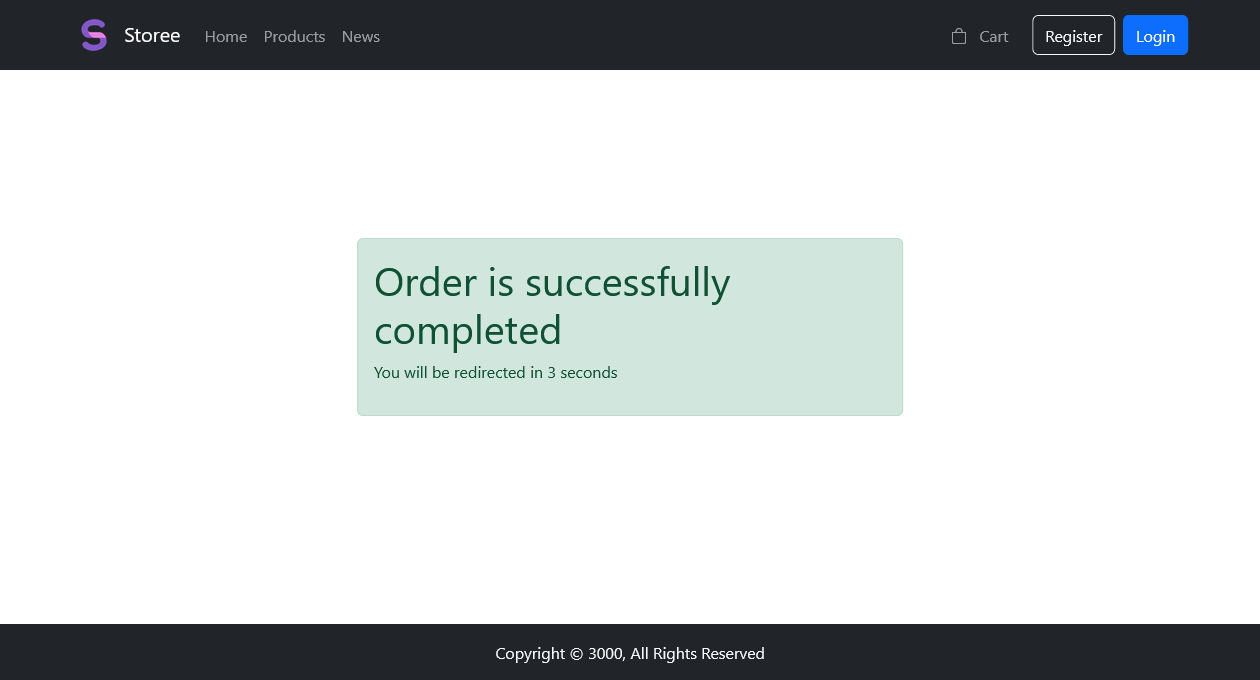 Storee Home Products News Cart Register Login
Order is successfully
completed
You will be redirected in 3 seconds
Copyright © 3000, All Rights Reserved